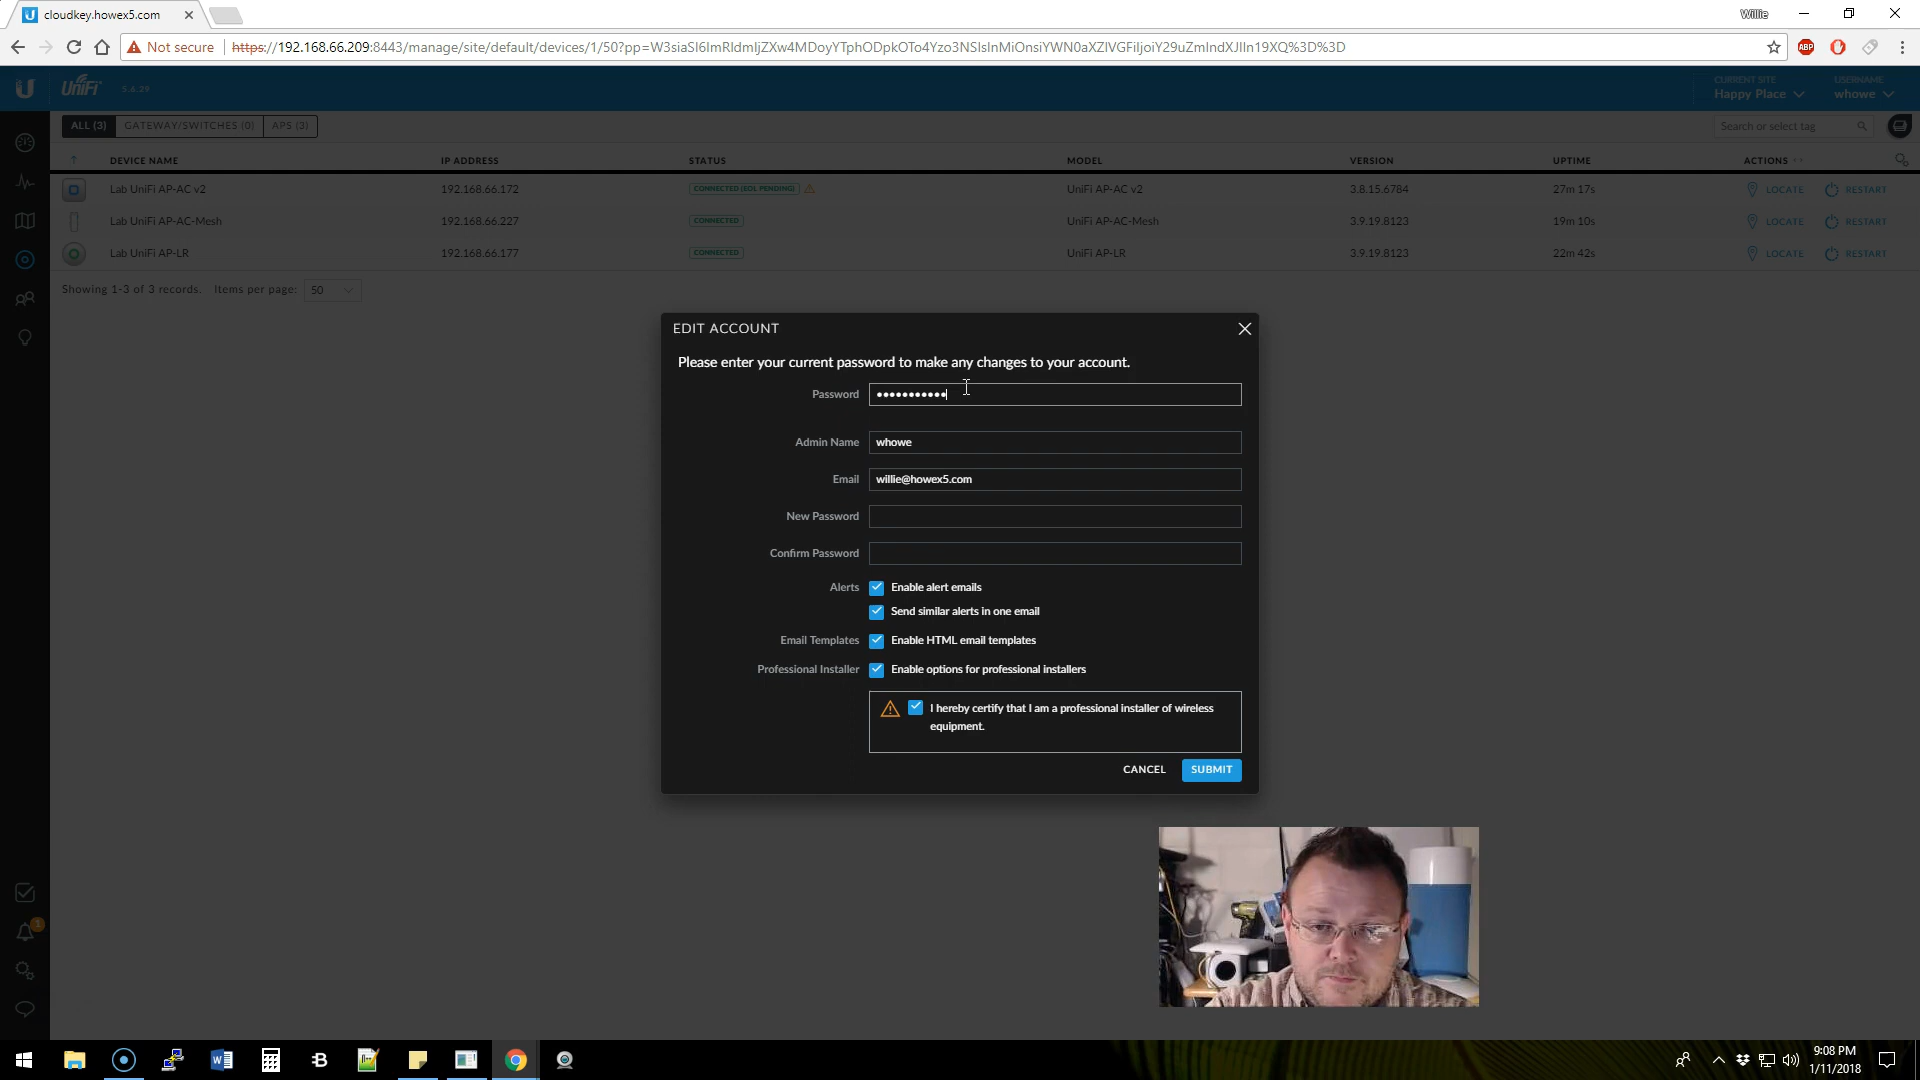 cloudkey.howex5.com
Willie
Not secure
https://192.168.66.209:8443/manage/site/default/devices/1/50?pp=W3siaSI6ImRldmljZXw4MDoyYTphODpkOTo4Yzo3NSIsInMiOnsiYWN0aXZlVGFiIjoiY29uZmlndXJlIn19XQ%3D%3D
ABP
UniFi 5.6.29
CURRENT SITE
Happy Place
USERNAME
whowe
ALL (3) GATEWAY/SWITCHES (0) APS (3)
Search or select tag
DEVICE NAME IP ADDRESS STATUS MODEL VERSION UPTIME ACTIONS
Lab UniFi AP-AC v2 192.168.66.172 CONNECTED (EOL PENDING) UniFi AP-AC v2 3.8.15.6784 27m 17s LOCATE RESTART
Lab UniFi AP-AC-Mesh 192.168.66.227 CONNECTED UniFi AP-AC-Mesh 3.9.19.8123 19m 10s LOCATE RESTART
Lab UniFi AP-LR 192.168.66.177 CONNECTED UniFi AP-LR 3.9.19.8123 22m 42s LOCATE RESTART
Showing 1-3 of 3 records. Items per page: 50
EDIT ACCOUNT
Please enter your current password to make any changes to your account.
Password •••••••••••
Admin Name whowe
Email willie@howex5.com
New Password
Confirm Password
Alerts Enable alert emails
Send similar alerts in one email
Email Templates Enable HTML email templates
Professional Installer Enable options for professional installers
I hereby certify that I am a professional installer of wireless
equipment.
CANCEL SUBMIT
1
9:08 PM
1/11/2018